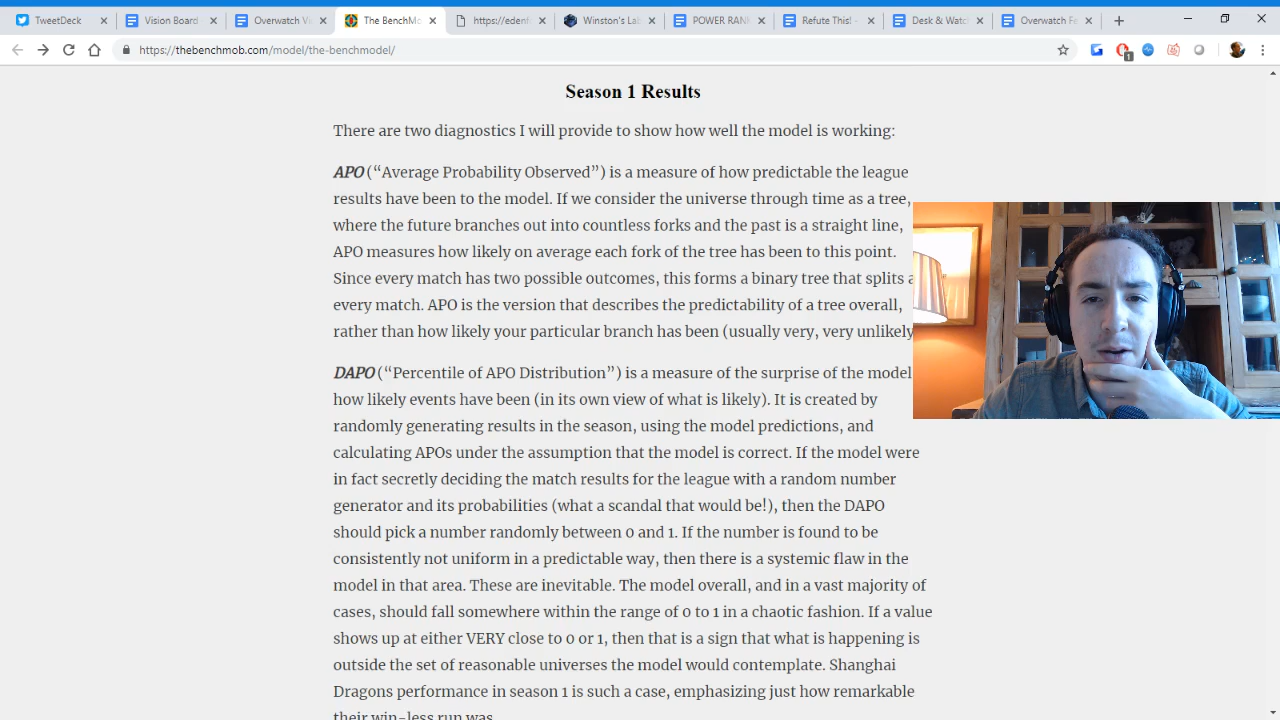 TweetDeck
Vision Board
Overwatch Vi
The BenchMo
https://edenf
Winston's Lab
POWER RAN
Refute This! -
Desk & Watc
Overwatch Fe
https://thebenchmob.com/model/the-benchmodel/
1
Season 1 Results
There are two diagnostics I will provide to show how well the model is working:
APO (“Average Probability Observed”) is a measure of how predictable the league
results have been to the model. If we consider the universe through time as a tree,
where the future branches out into countless forks and the past is a straight line,
APO measures how likely on average each fork of the tree has been to this point.
Since every match has two possible outcomes, this forms a binary tree that splits a
every match. APO is the version that describes the predictability of a tree overall,
rather than how likely your particular branch has been (usually very, very unlikely
DAPO (“Percentile of APO Distribution”) is a measure of the surprise of the model
how likely events have been (in its own view of what is likely). It is created by
randomly generating results in the season, using the model predictions, and
calculating APOs under the assumption that the model is correct. If the model were
in fact secretly deciding the match results for the league with a random number
generator and its probabilities (what a scandal that would be!), then the DAPO
should pick a number randomly between 0 and 1. If the number is found to be
consistently not uniform in a predictable way, then there is a systemic flaw in the
model in that area. These are inevitable. The model overall, and in a vast majority of
cases, should fall somewhere within the range of 0 to 1 in a chaotic fashion. If a value
shows up at either VERY close to 0 or 1, then that is a sign that what is happening is
outside the set of reasonable universes the model would contemplate. Shanghai
Dragons performance in season 1 is such a case, emphasizing just how remarkable
their win-less run was.